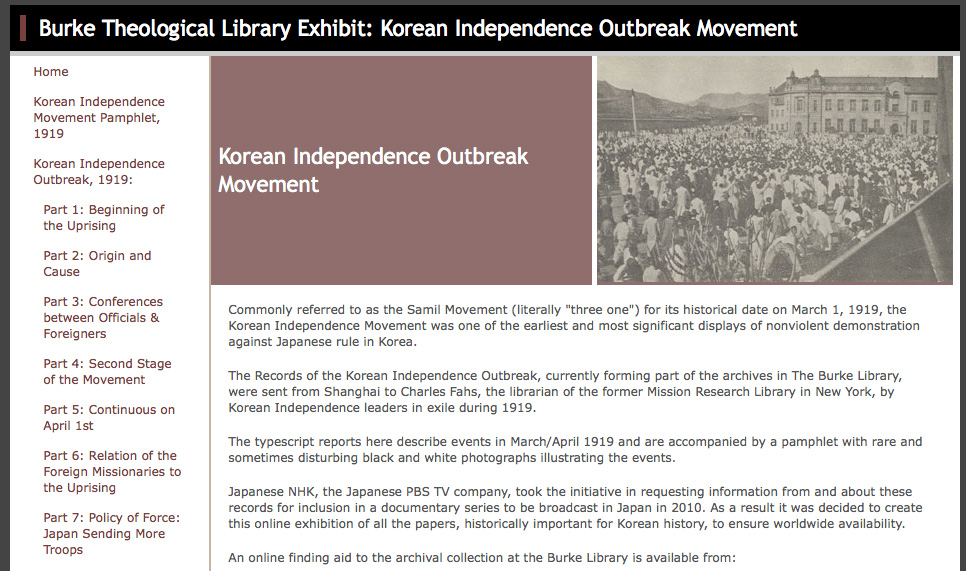 Burke Theological Library Exhibit: Korean Independence Outbreak Movement
Home
Korean Independence
Movement Pamphlet,
1919
Korean Independence
Outbreak, 1919:
Part 1: Beginning of
the Uprising
Part 2: Origin and
Cause
Part 3: Conferences
between Officials &
Foreigners
Part 4: Second Stage
of the Movement
Part 5: Continuous on
April 1st
Part 6: Relation of the
Foreign Missionaries to
the Uprising
Part 7: Policy of Force:
Japan Sending More
Troops
Korean Independence Outbreak
Movement
Commonly referred to as the Samil Movement (literally "three one") for its historical date on March 1, 1919, the
Korean Independence Movement was one of the earliest and most significant displays of nonviolent demonstration
against Japanese rule in Korea.
The Records of the Korean Independence Outbreak, currently forming part of the archives in The Burke Library,
were sent from Shanghai to Charles Fahs, the librarian of the former Mission Research Library in New York, by
Korean Independence leaders in exile during 1919.
The typescript reports here describe events in March/April 1919 and are accompanied by a pamphlet with rare and
sometimes disturbing black and white photographs illustrating the events.
Japanese NHK, the Japanese PBS TV company, took the initiative in requesting information from and about these
records for inclusion in a documentary series to be broadcast in Japan in 2010. As a result it was decided to create
this online exhibition of all the papers, historically important for Korean history, to ensure worldwide availability.
An online finding aid to the archival collection at the Burke Library is available from: